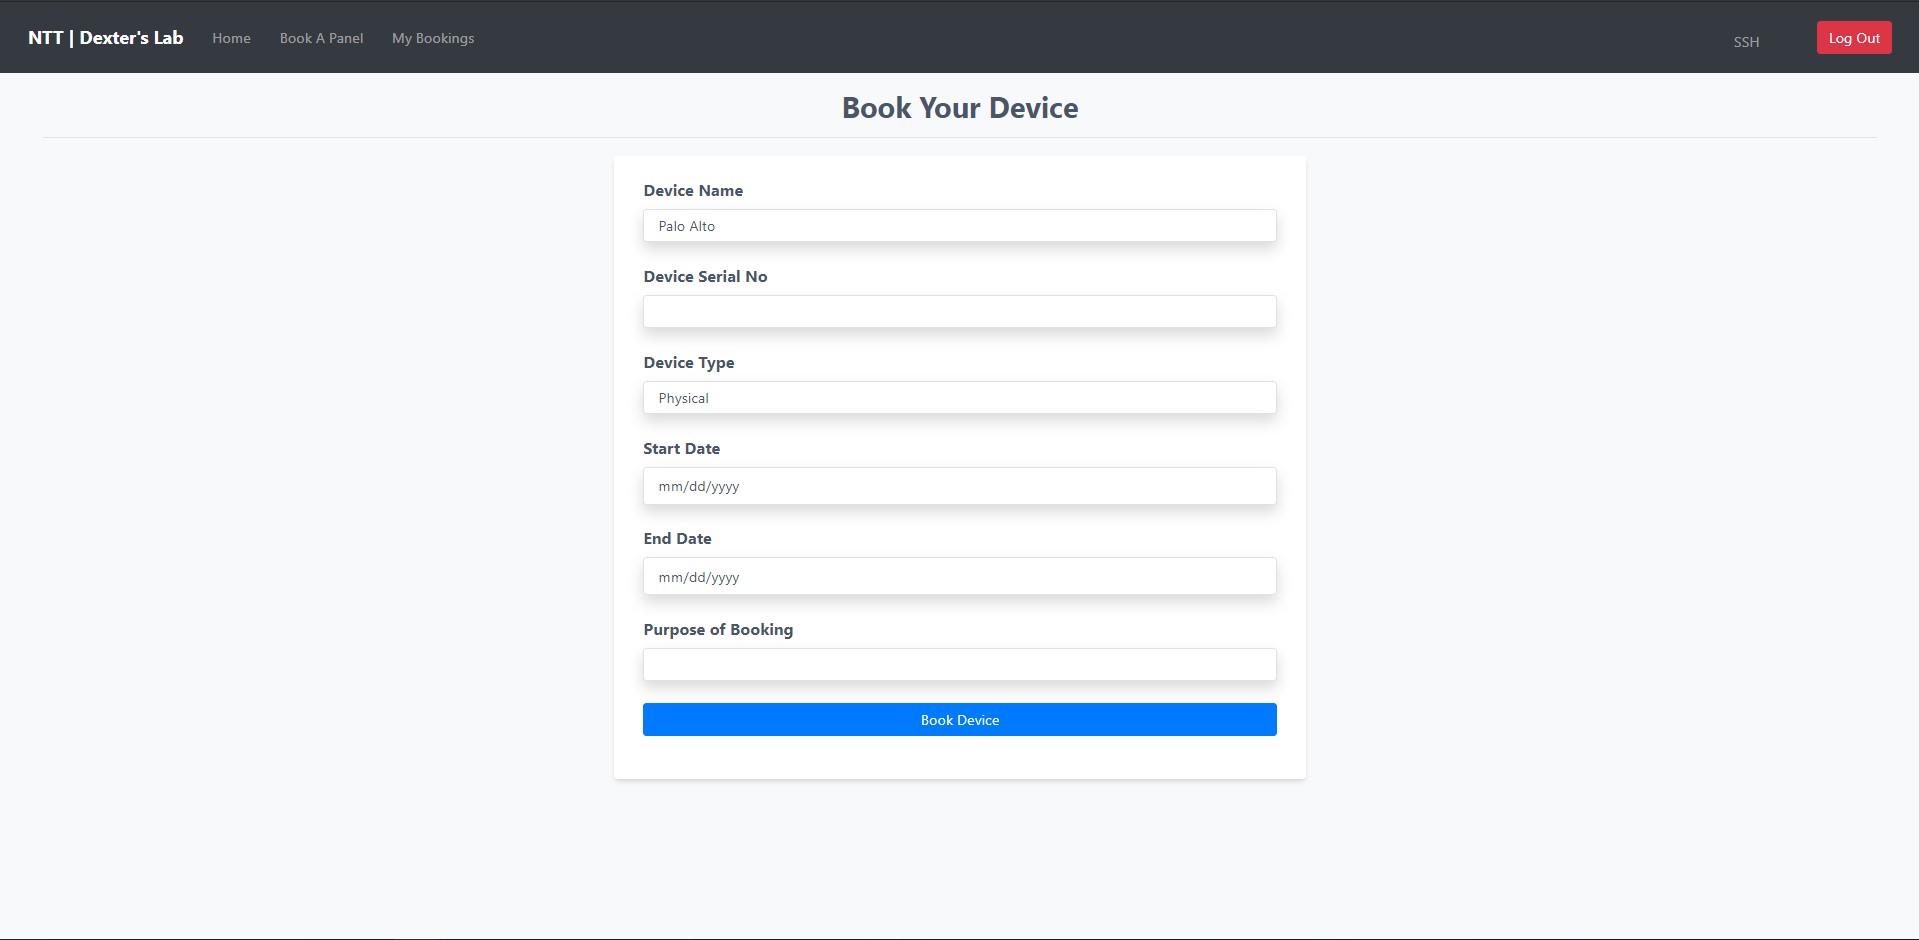 NTT | Dexter's Lab Home Book A Panel My Bookings SSH Log Out
Book Your Device
Device Name
Palo Alto
Device Serial No
Device Type
Physical
Start Date
mm/dd/yyyy
End Date
mm/dd/yyyy
Purpose of Booking
Book Device